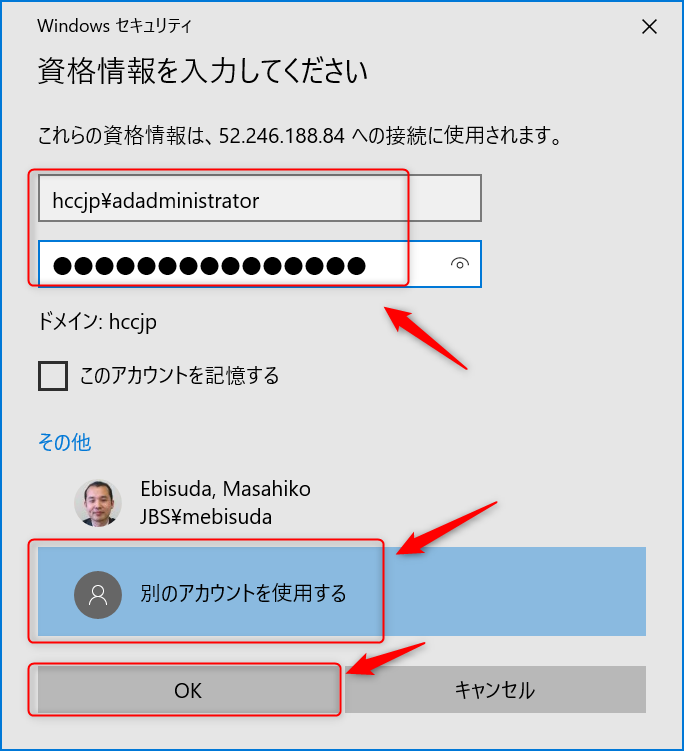 Windows セキュリティ
資格情報を入力してください
これらの資格情報は、52.246.188.84 への接続に使用されます。
hccjp¥adadministrator
●●●●●●●●●●●●●●●
ドメイン: hccjp
このアカウントを記憶する
その他
Ebisuda, Masahiko
JBS¥mebisuda
別のアカウントを使用する
OK
キャンセル